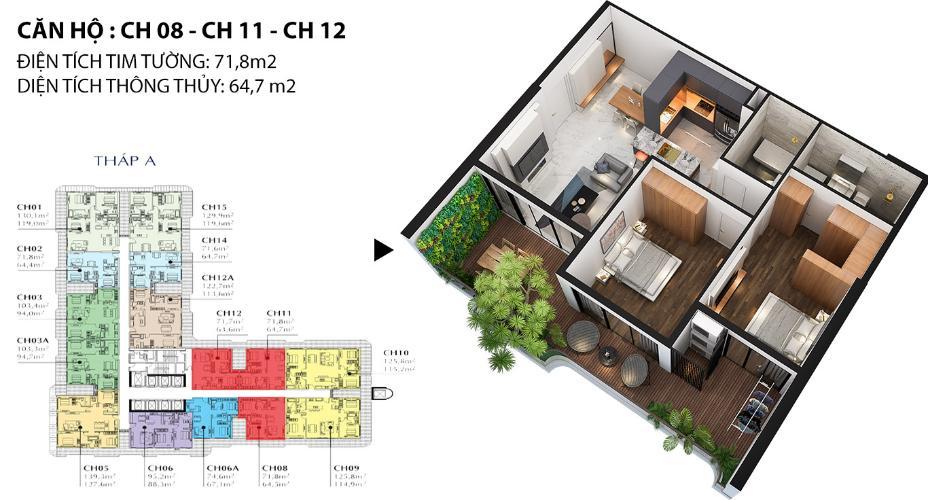 CĂN HỘ : CH 08 - CH 11 - CH 12
ĐIỆN TÍCH TIM TƯỜNG: 71,8m2
DIỆN TÍCH THÔNG THỦY: 64,7 m2
THÁP A
CH01
130,1m²
119,0m²
CH15
129,9m²
119,6m²
CH02
71,8m²
64,4m²
CH14
71,6m²
64,7m²
CH12A
122,7m²
113,6m²
CH03
103,4m²
94,0m²
CH03A
103,3m²
94,7m²
CH12
71,7m²
63,6m²
CH11
71,8m²
64,7m²
CH10
125,8m²
115,2m²
CH05
139,3m²
127,6m²
CH06
95,2m²
88,3m²
CH06A
74,6m²
67,1m²
CH08
71,8m²
64,5m²
CH09
125,8m²
114,9m²